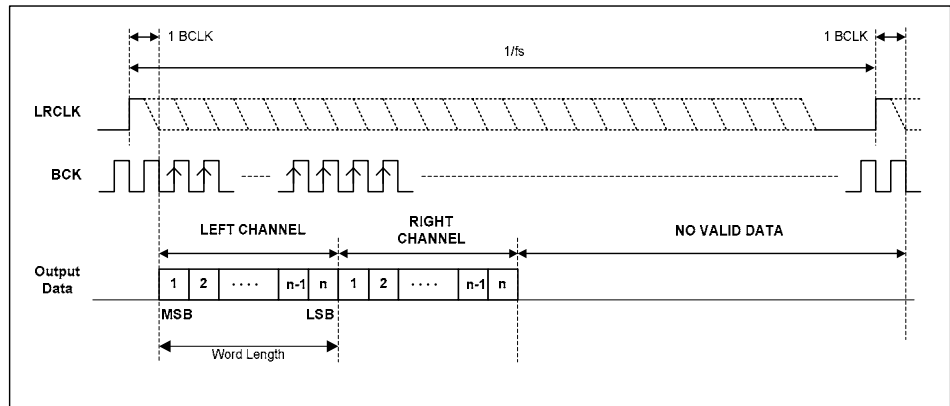 1 BCLK
1 BCLK
1/fs
LRCLK
BCK
LEFT CHANNEL
RIGHT
CHANNEL
NO VALID DATA
Output
Data
1 2 .... n-1 n 1 2 .... n-1 n
MSB
LSB
Word Length